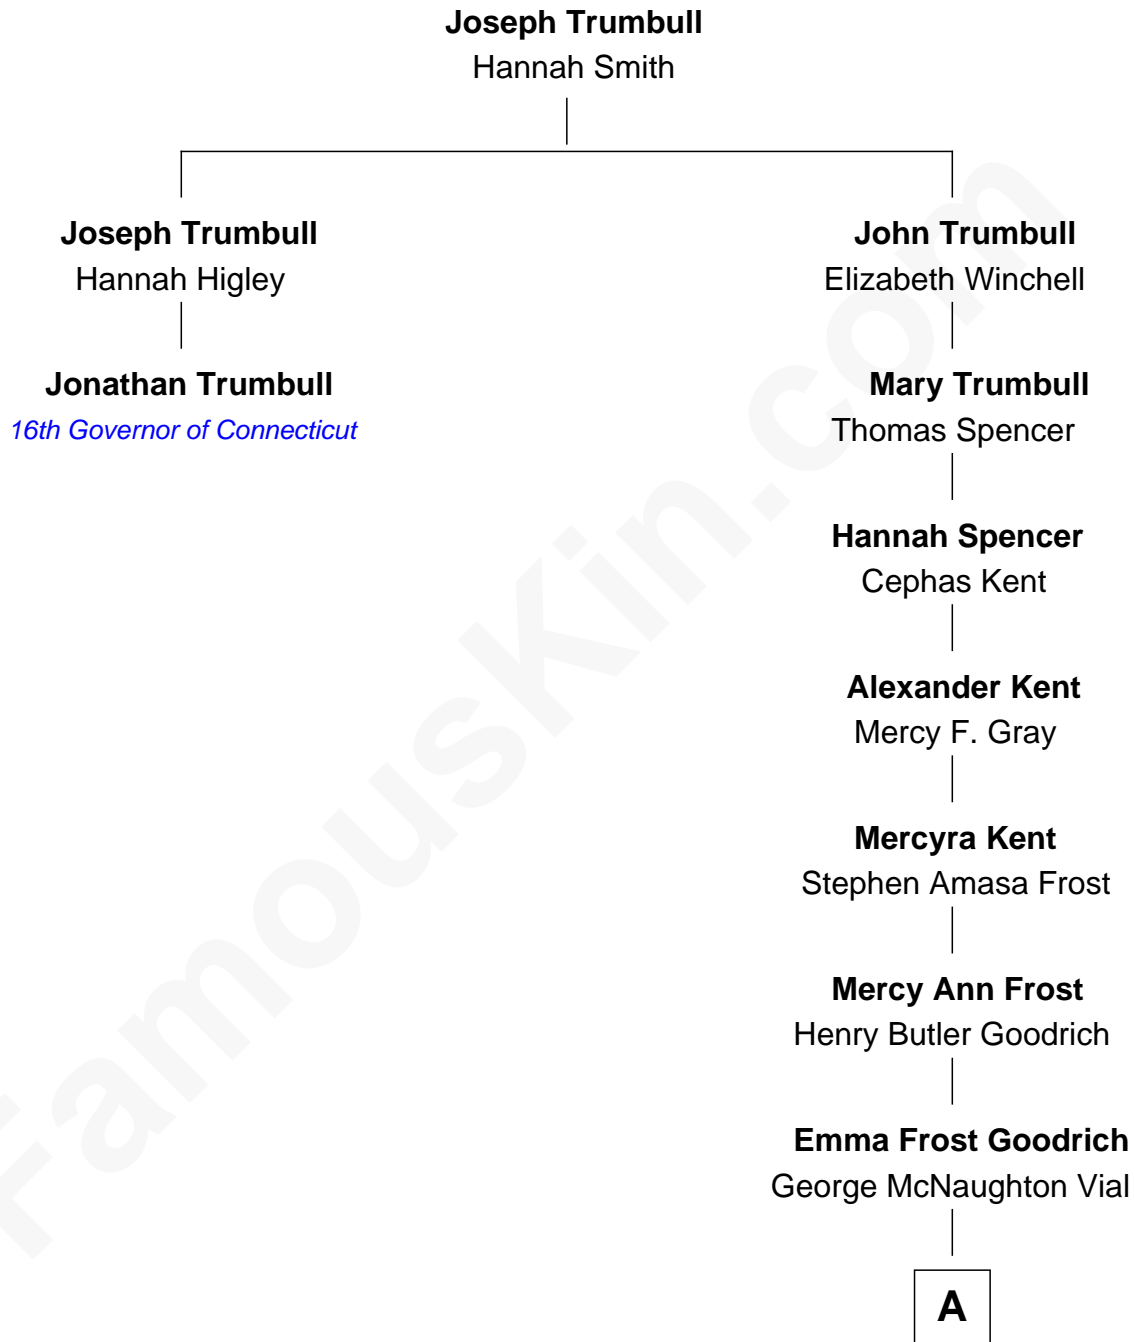 Joseph Trumbull
Hannah Smith
Joseph Trumbull
Hannah Higley
Jonathan Trumbull
16th Governor of Connecticut
John Trumbull
Elizabeth Winchell
Mary Trumbull
Thomas Spencer
Hannah Spencer
Cephas Kent
Alexander Kent
Mercy F. Gray
Mercyra Kent
Stephen Amasa Frost
Mercy Ann Frost
Henry Butler Goodrich
Emma Frost Goodrich
George McNaughton Vial
A
FamousKin.com